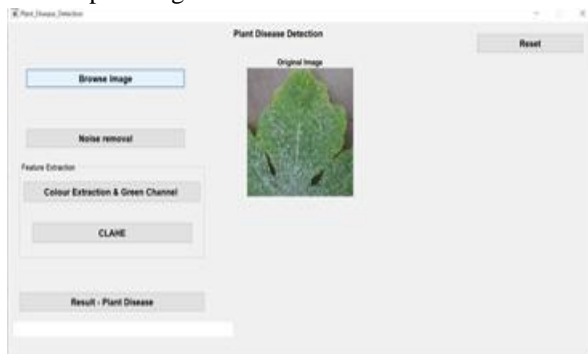 Plant_Disease_Detection
Plant Disease Detection
Reset
Original Image
Browse Image
Noise removal
Feature Extraction
Colour Extraction & Green Channel
CLAHE
Result - Plant Disease